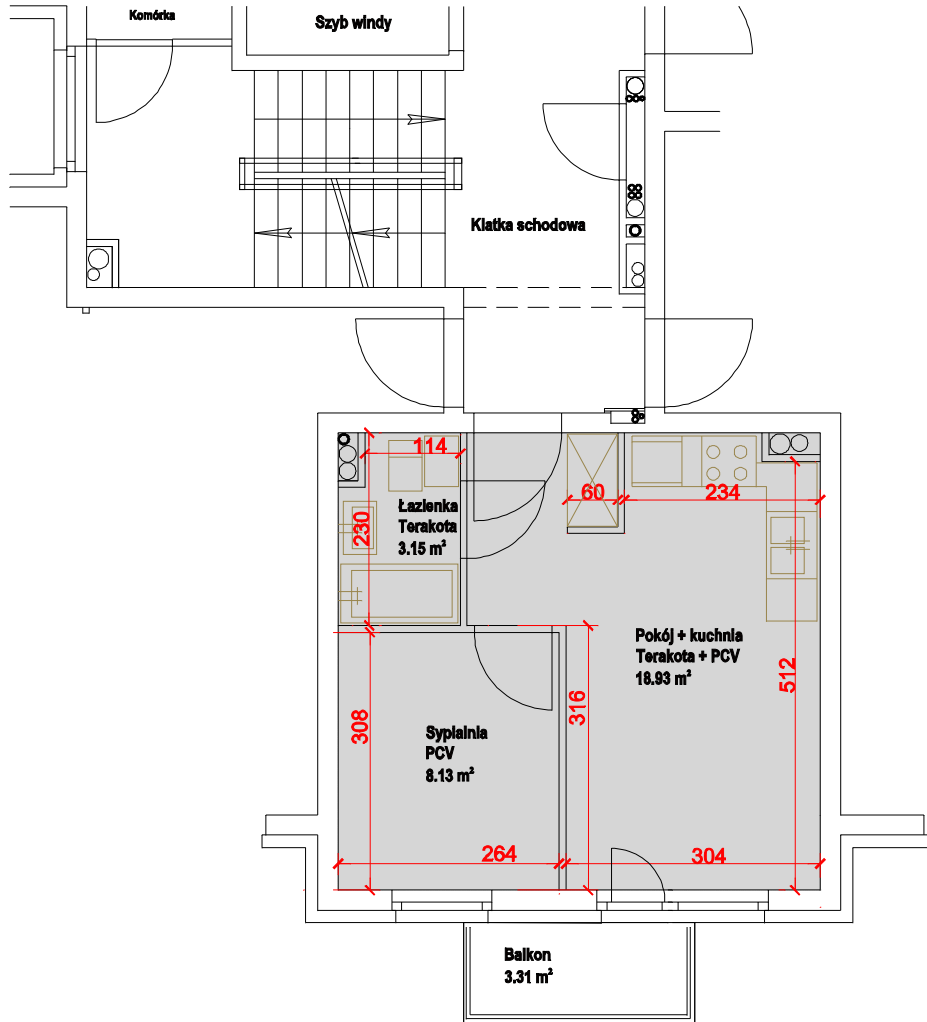 Komórka
Szyb windy
Klatka schodowa
114
60
234
Łazienka
Terakota
3.15 m²
230
Pokój + kuchnia
Terakota + PCV
18.93 m²
512
316
308
Sypialnia
PCV
8.13 m²
264
304
Balkon
3.31 m²